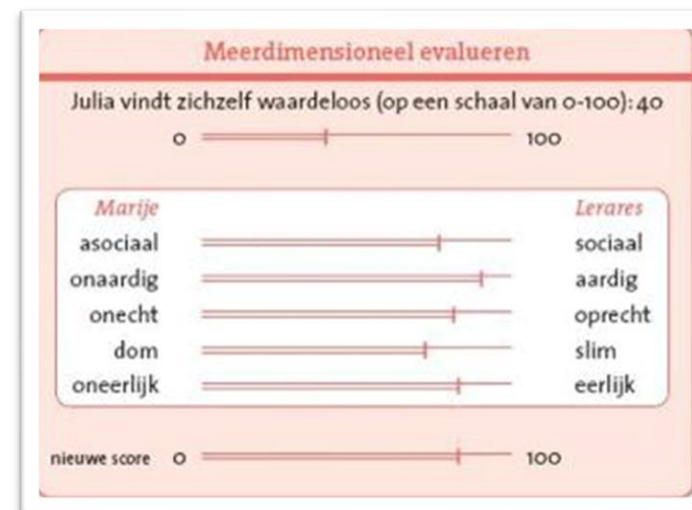 Meerdimensioneel evalueren
Julia vindt zichzelf waardeloos (op een schaal van 0-100): 40
0 100
Marije Lerares
asociaal sociaal
onaardig aardig
onecht oprecht
dom slim
oneerlijk eerlijk
nieuwe score 0 100